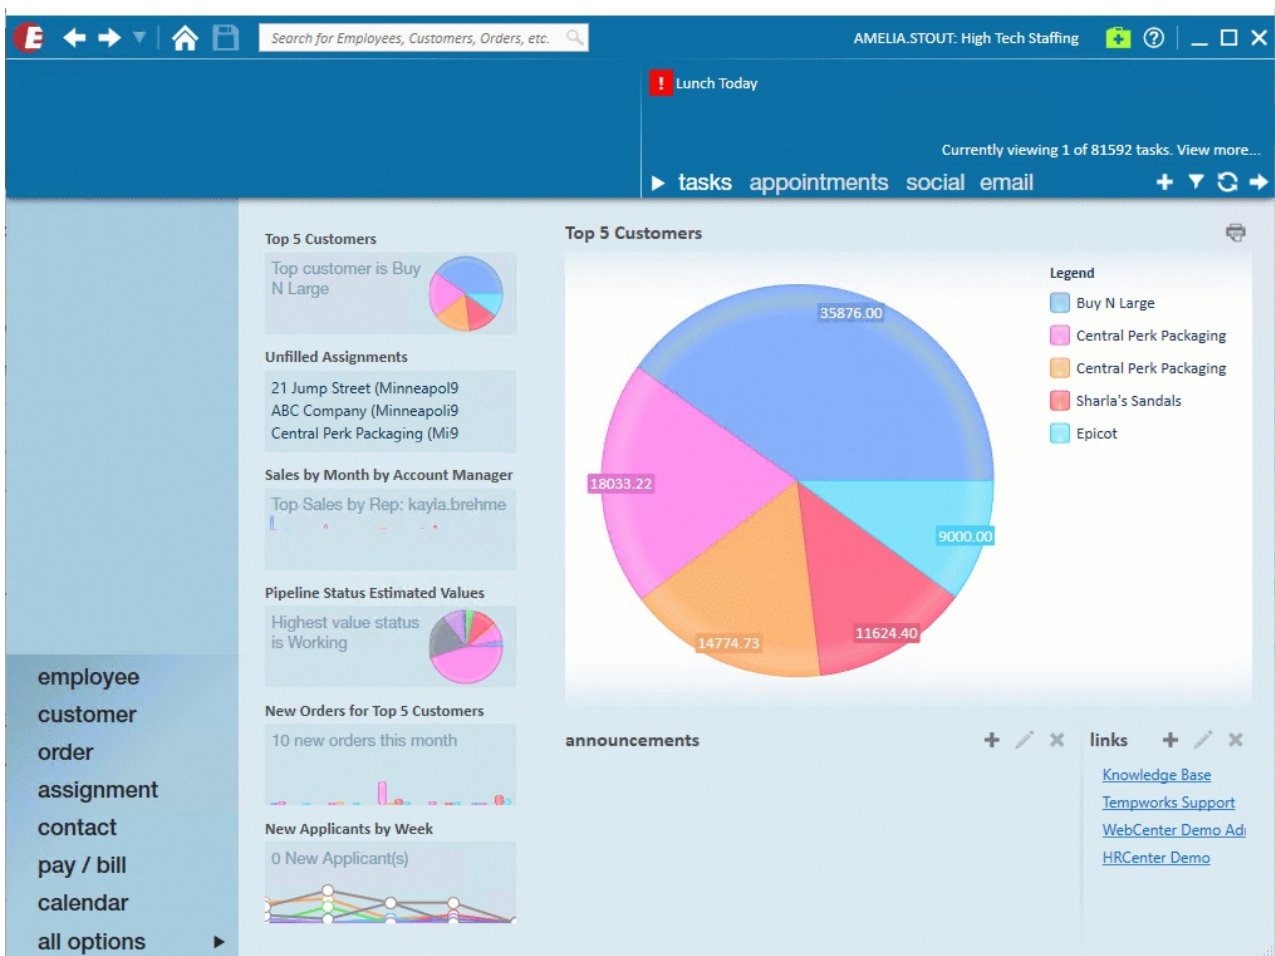 E
Search for Employees, Customers, Orders, etc.
AMELIA.STOUT: High Tech Staffing
! Lunch Today
Currently viewing 1 of 81592 tasks. View more...
tasks appointments social email
employee
customer
order
assignment
contact
pay / bill
calendar
all options
Top 5 Customers
Top customer is Buy
N Large
Unfilled Assignments
21 Jump Street (Minneapol9
ABC Company (Minneapoli9
Central Perk Packaging (Mi9
Sales by Month by Account Manager
Top Sales by Rep: kayla.brehme
Pipeline Status Estimated Values
Highest value status
is Working
New Orders for Top 5 Customers
10 new orders this month
New Applicants by Week
0 New Applicant(s)
Top 5 Customers
35876.00
18033.22
9000.00
14774.73
11624.40
Legend
Buy N Large
Central Perk Packaging
Central Perk Packaging
Sharla's Sandals
Epicot
announcements
links
Knowledge Base
Tempworks Support
WebCenter Demo Ad
HRCenter Demo